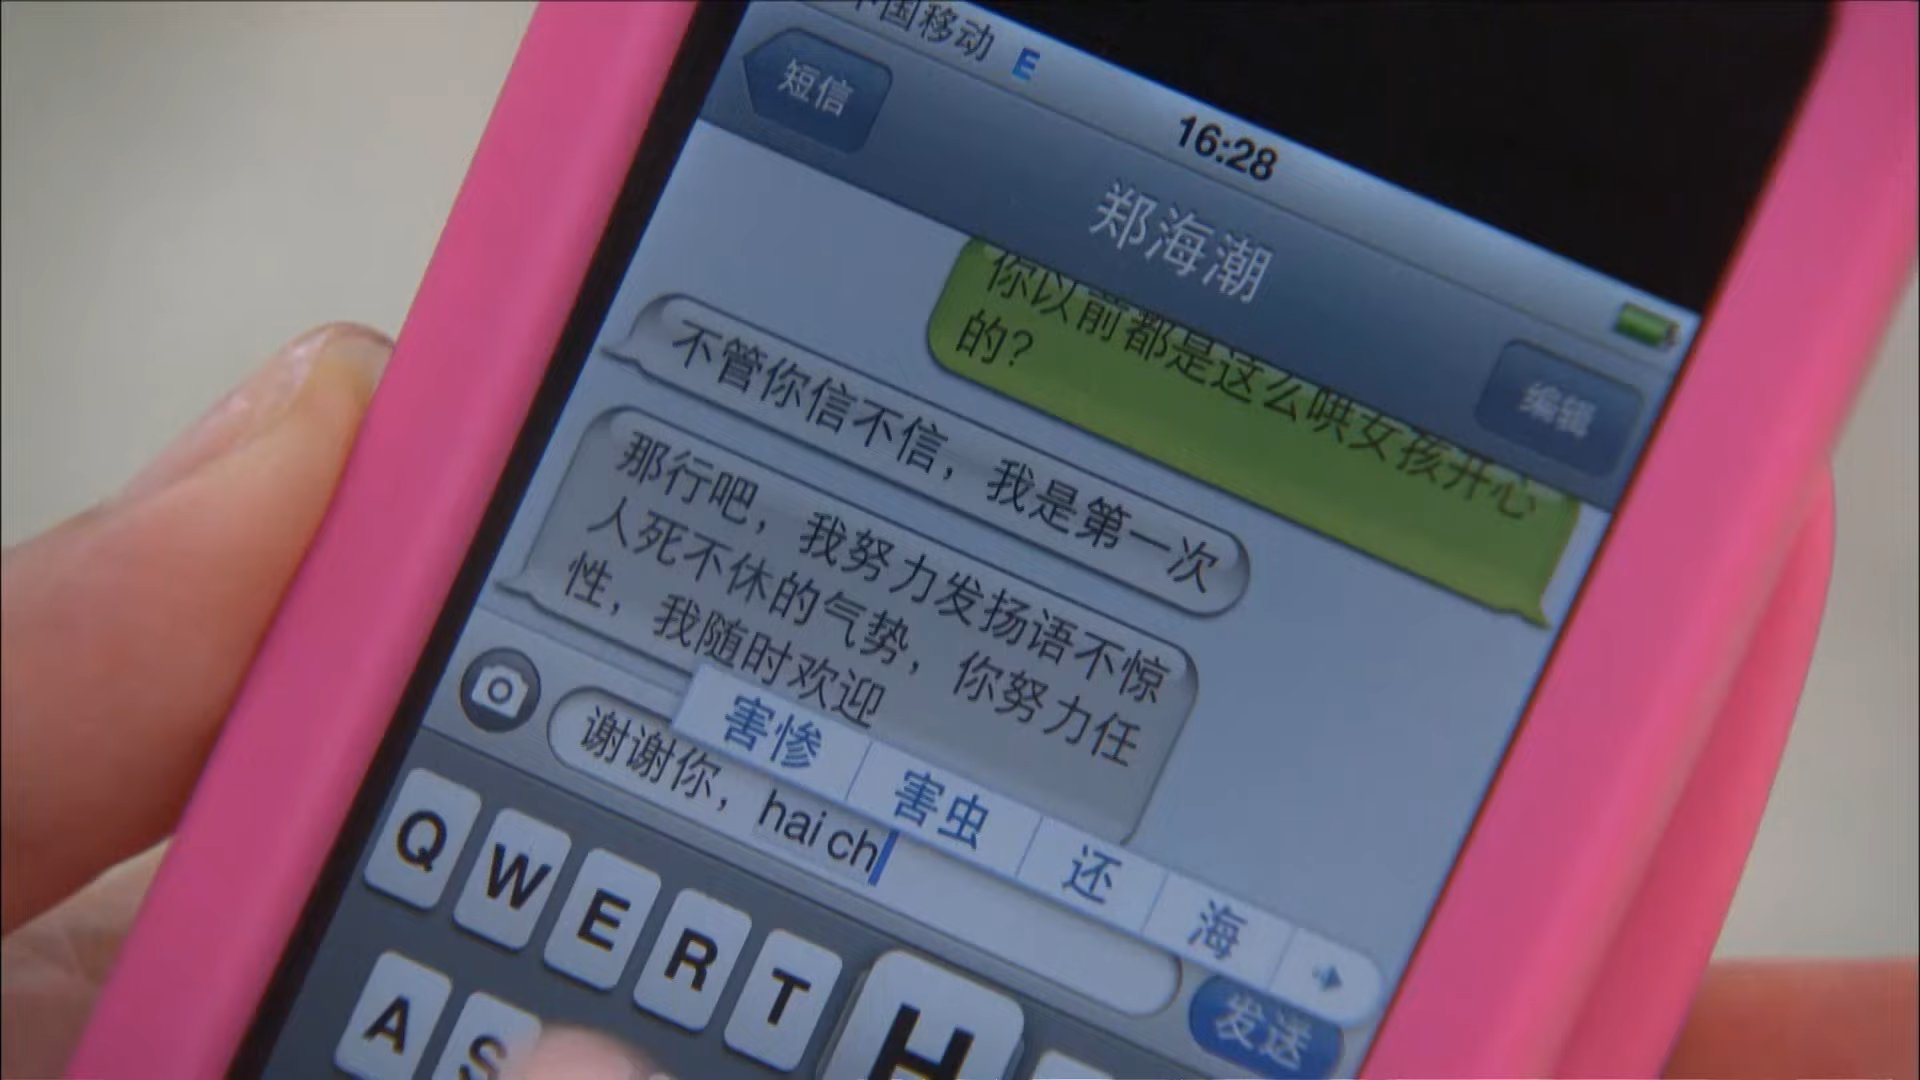 中国移动 E
16:28
短信
郑海潮
编辑
你以前都是这么哄女孩开心
的？
不管你信不信，我是第一次
那行吧，我努力发扬语不惊
人死不休的气势，你努力任
性，我随时欢迎
害惨 害虫 还 海
谢谢你，hai ch
发送
Q W E R T H
A S